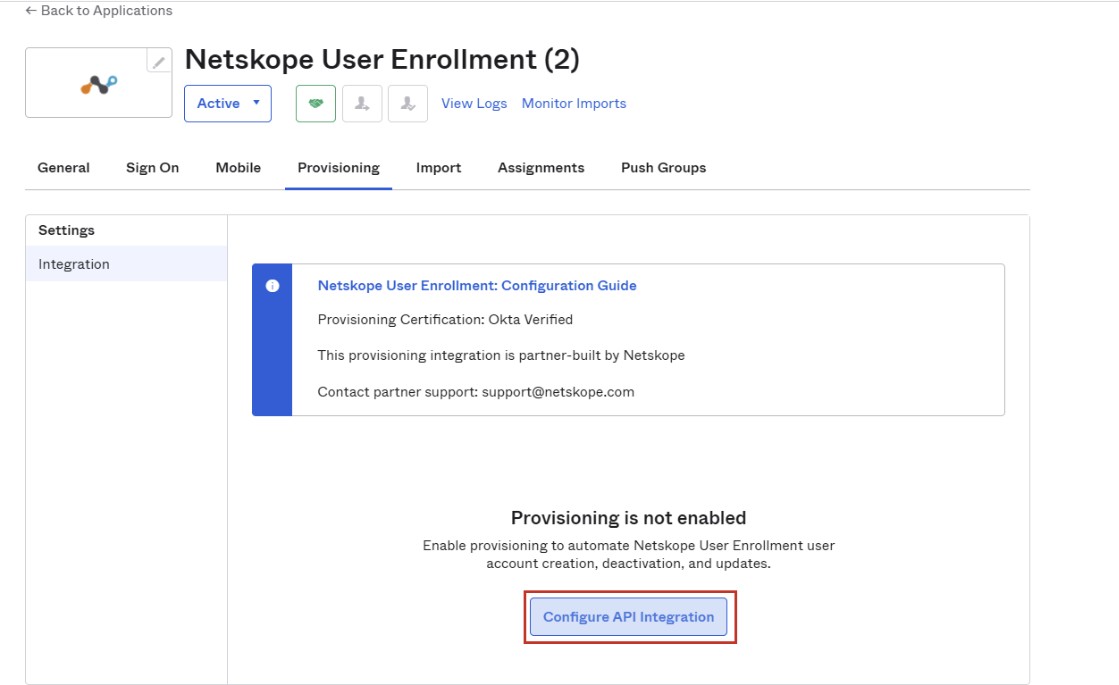 ← Back to Applications
Netskope User Enrollment (2)
Active
View Logs
Monitor Imports
General
Sign On
Mobile
Provisioning
Import
Assignments
Push Groups
Settings
Integration
Netskope User Enrollment: Configuration Guide
Provisioning Certification: Okta Verified
This provisioning integration is partner-built by Netskope
Contact partner support: support@netskope.com
Provisioning is not enabled
Enable provisioning to automate Netskope User Enrollment user
account creation, deactivation, and updates.
Configure API Integration